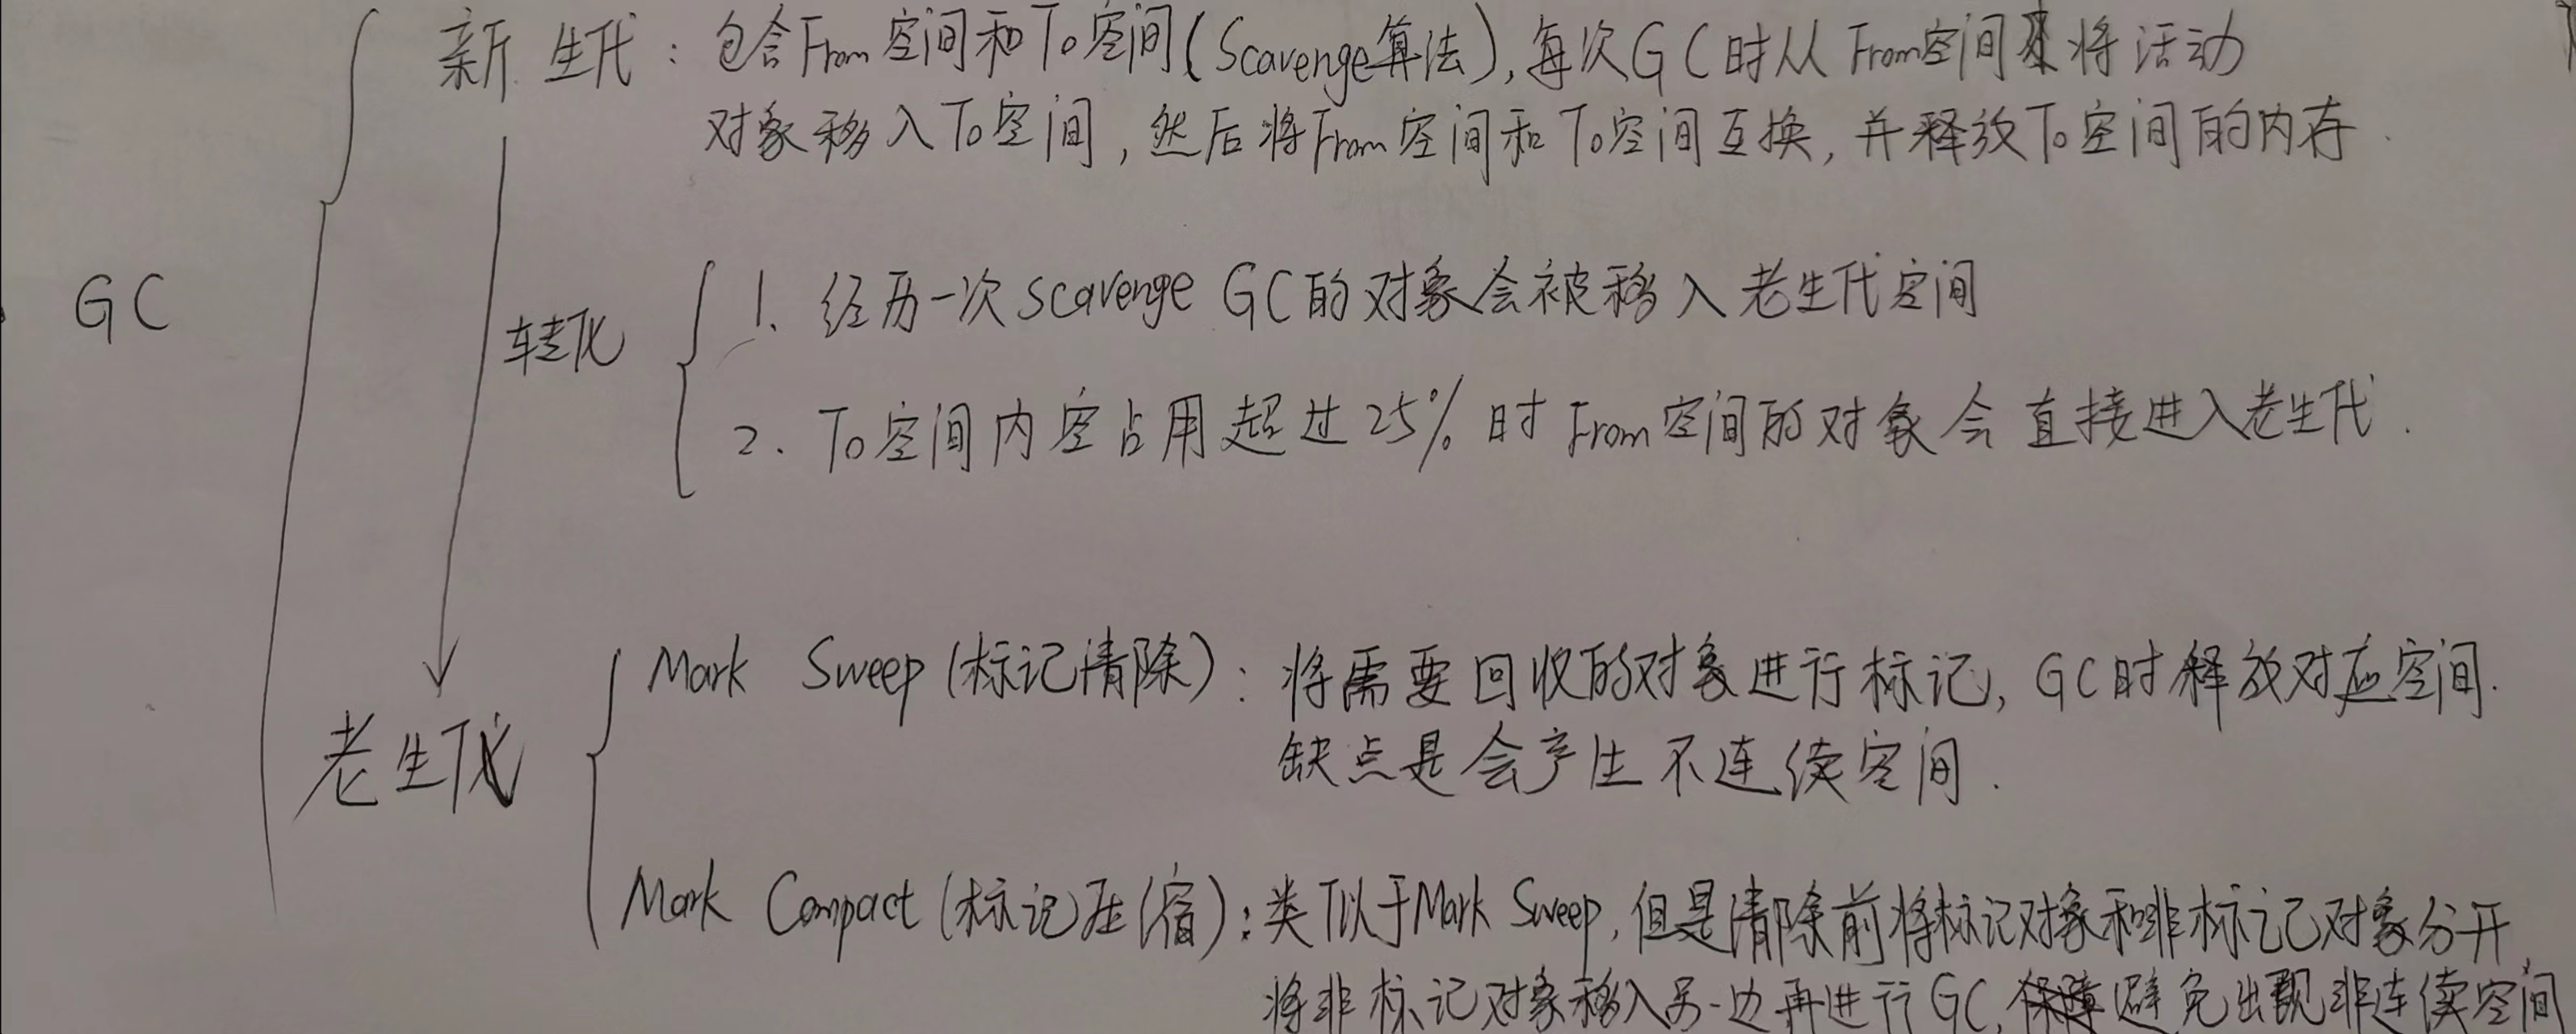 新生代：包含From空间和To空间(Scavenge算法),每次GC时从From空间将活动
对象移入To空间,然后将From空间和To空间互换,并释放To空间的内存.
GC
转化
1、经历一次scavenge GC的对象会被移入老生代空间
2.To空间内空占用超过25%时From空间的对象会直接进入老生代.
老生代
Mark Sweep(标记清除):将需要回收的对象进行标记,GC时释放对应空间.
缺点是会产生不连续空间.
Mark Compact(标记压缩):类似于Mark Sweep,但是清除前将标记对象和非标记对象分开,
将非标记对象移入另一边再进行GC,避免出现非连续空间